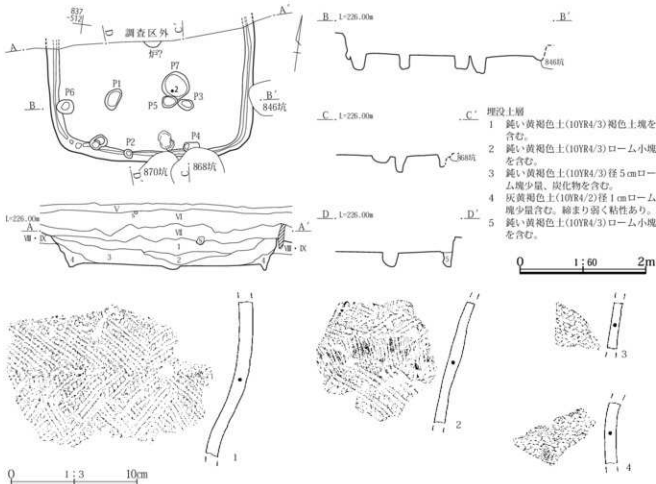 837
-512
A
A'
調査区外
炉?
D
C'
P7
2
P6
P1
P5
P3
B
B'
846坑
P2
P4
870坑
868坑
D'
C
B L=226.00m B'
846坑
C L=226.00m C'
868坑
D L=226.00m D'
5
L=226.00m
A
A'
V
VI
VII
VIII・IX
VIII・IX
1
2
3
4
4
埋没土層
1 鈍い黄褐色土(10YR4/3)褐色土塊を
含む。
2 鈍い黄褐色土(10YR4/3)ローム小塊
を含む。
3 鈍い黄褐色土(10YR4/3)径5㎝ロー
ム塊少量、炭化物を含む。
4 灰黄褐色土(10YR4/2)径1㎝ローム
塊少量含む。締まり弱く粘性あり。
5 鈍い黄褐色土(10YR4/3)ローム小塊
を含む。
0 1:60 2m
1
2
3
4
0 1:3 10cm